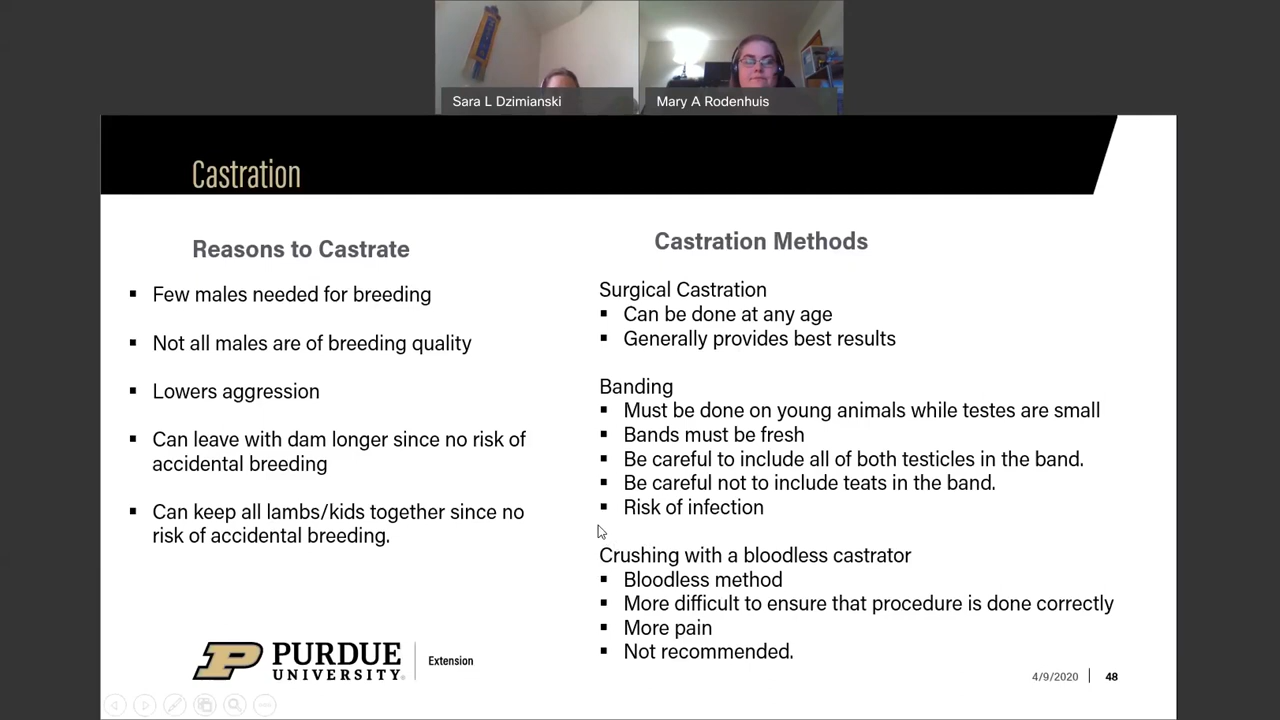 Sara L Dzimianski
Mary A Rodenhuis
Castration
Reasons to Castrate
▪ Few males needed for breeding
▪ Not all males are of breeding quality
▪ Lowers aggression
▪ Can leave with dam longer since no risk of
accidental breeding
▪ Can keep all lambs/kids together since no
risk of accidental breeding.
Castration Methods
Surgical Castration
▪ Can be done at any age
▪ Generally provides best results
Banding
▪ Must be done on young animals while testes are small
▪ Bands must be fresh
▪ Be careful to include all of both testicles in the band.
▪ Be careful not to include teats in the band.
▪ Risk of infection
Crushing with a bloodless castrator
▪ Bloodless method
▪ More difficult to ensure that procedure is done correctly
▪ More pain
▪ Not recommended.
PURDUE
UNIVERSITY®
Extension
4/9/2020 | 48